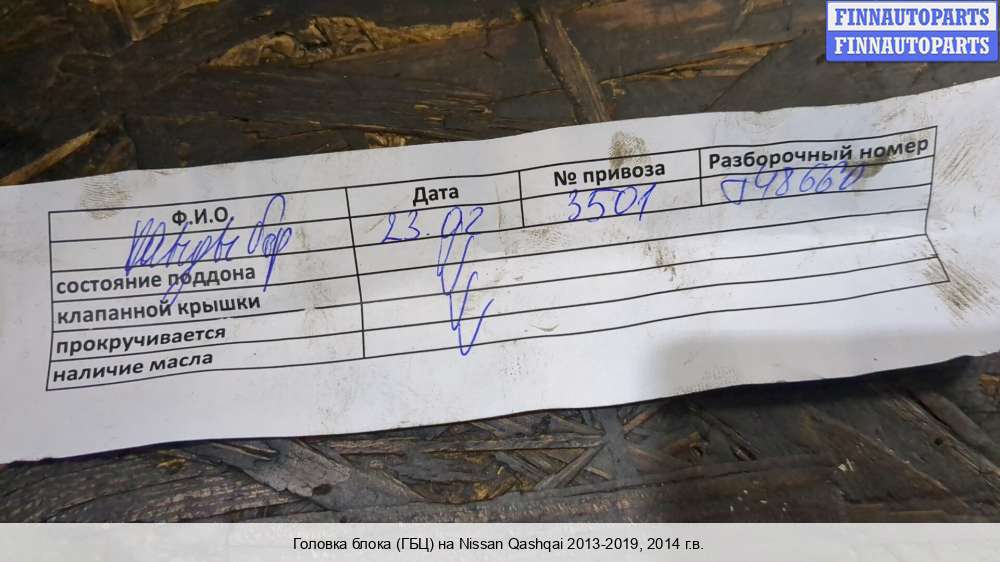 FINNAUTOPARTS
FINNAUTOPARTS
Ф.И.О Дата № привоза Разборочный номер
23.02 3501 П48660
состояние поддона
клапанной крышки
прокручивается
наличие масла
Головка блока (ГБЦ) на Nissan Qashqai 2013-2019, 2014 г.в.